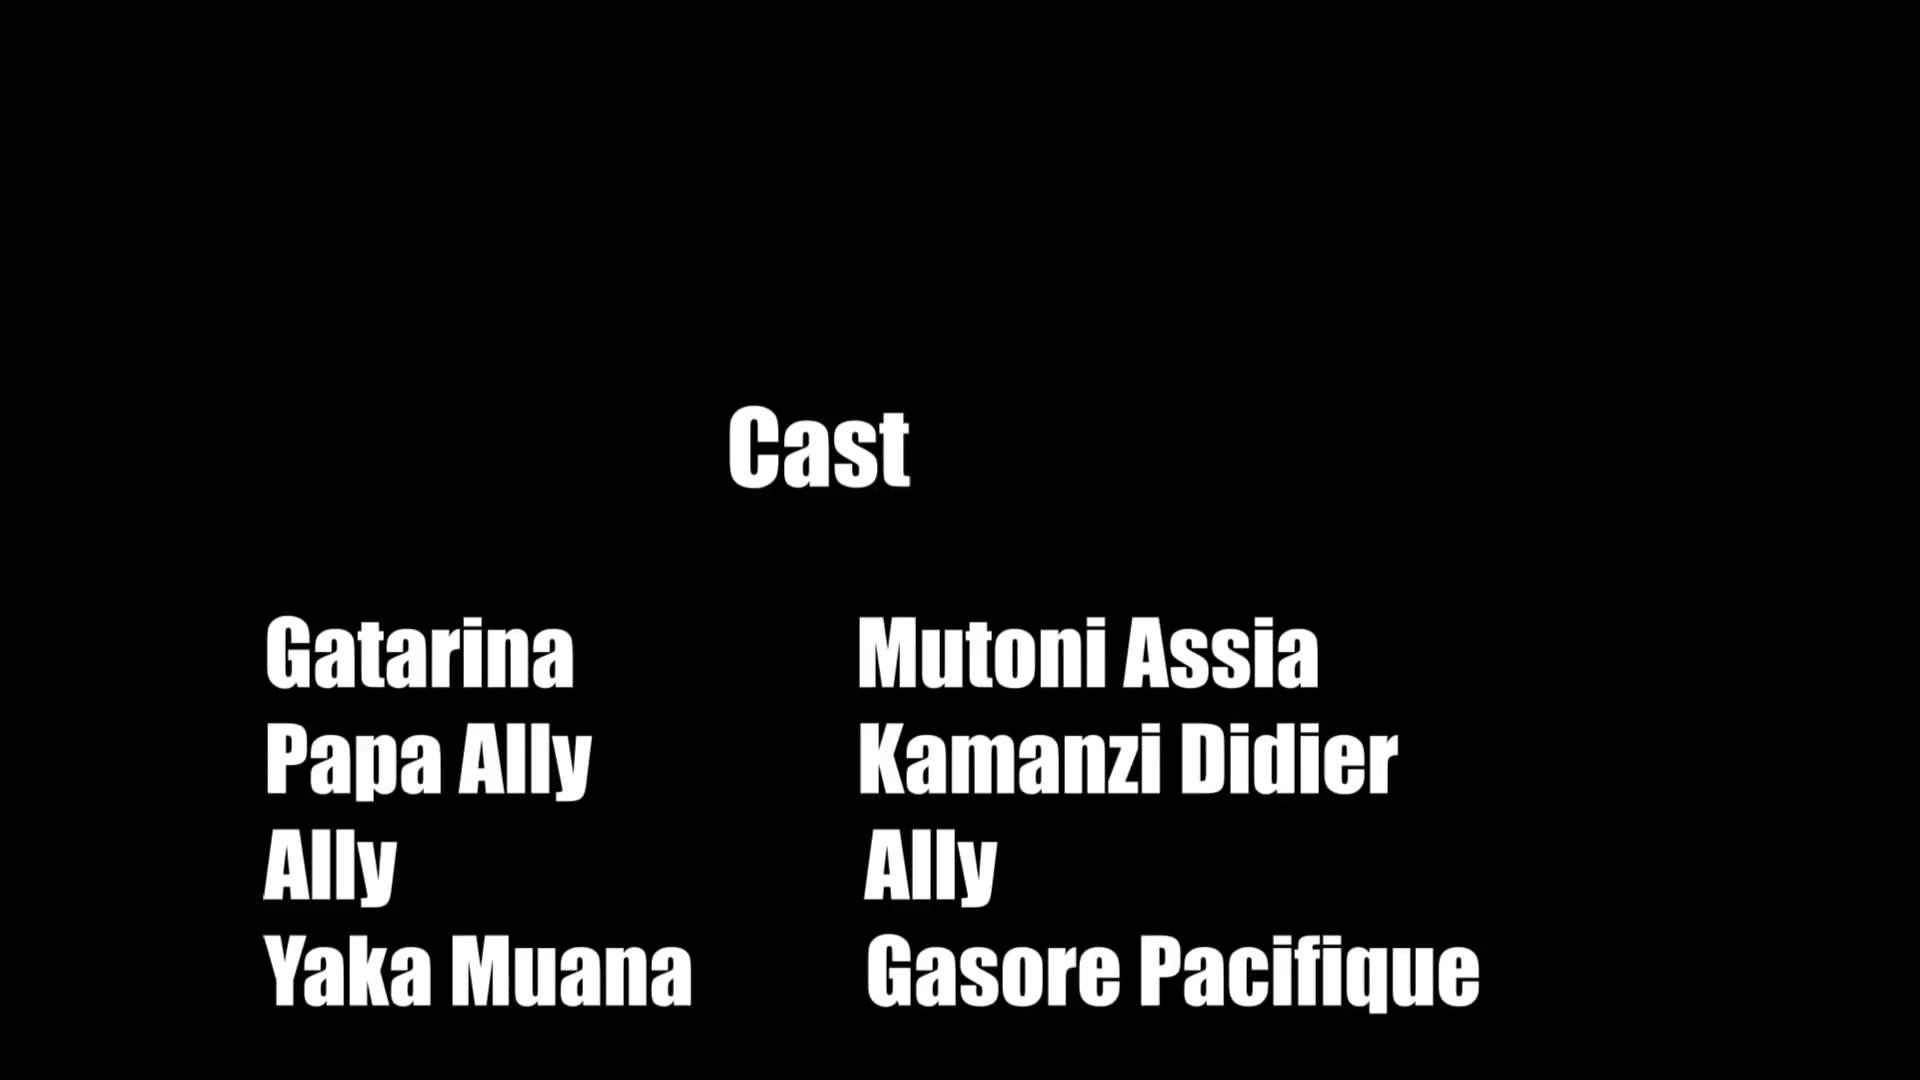 Cast
Gatarina Mutoni Assia
Papa Ally Kamanzi Didier
Ally Ally
Yaka Muana Gasore Pacifique